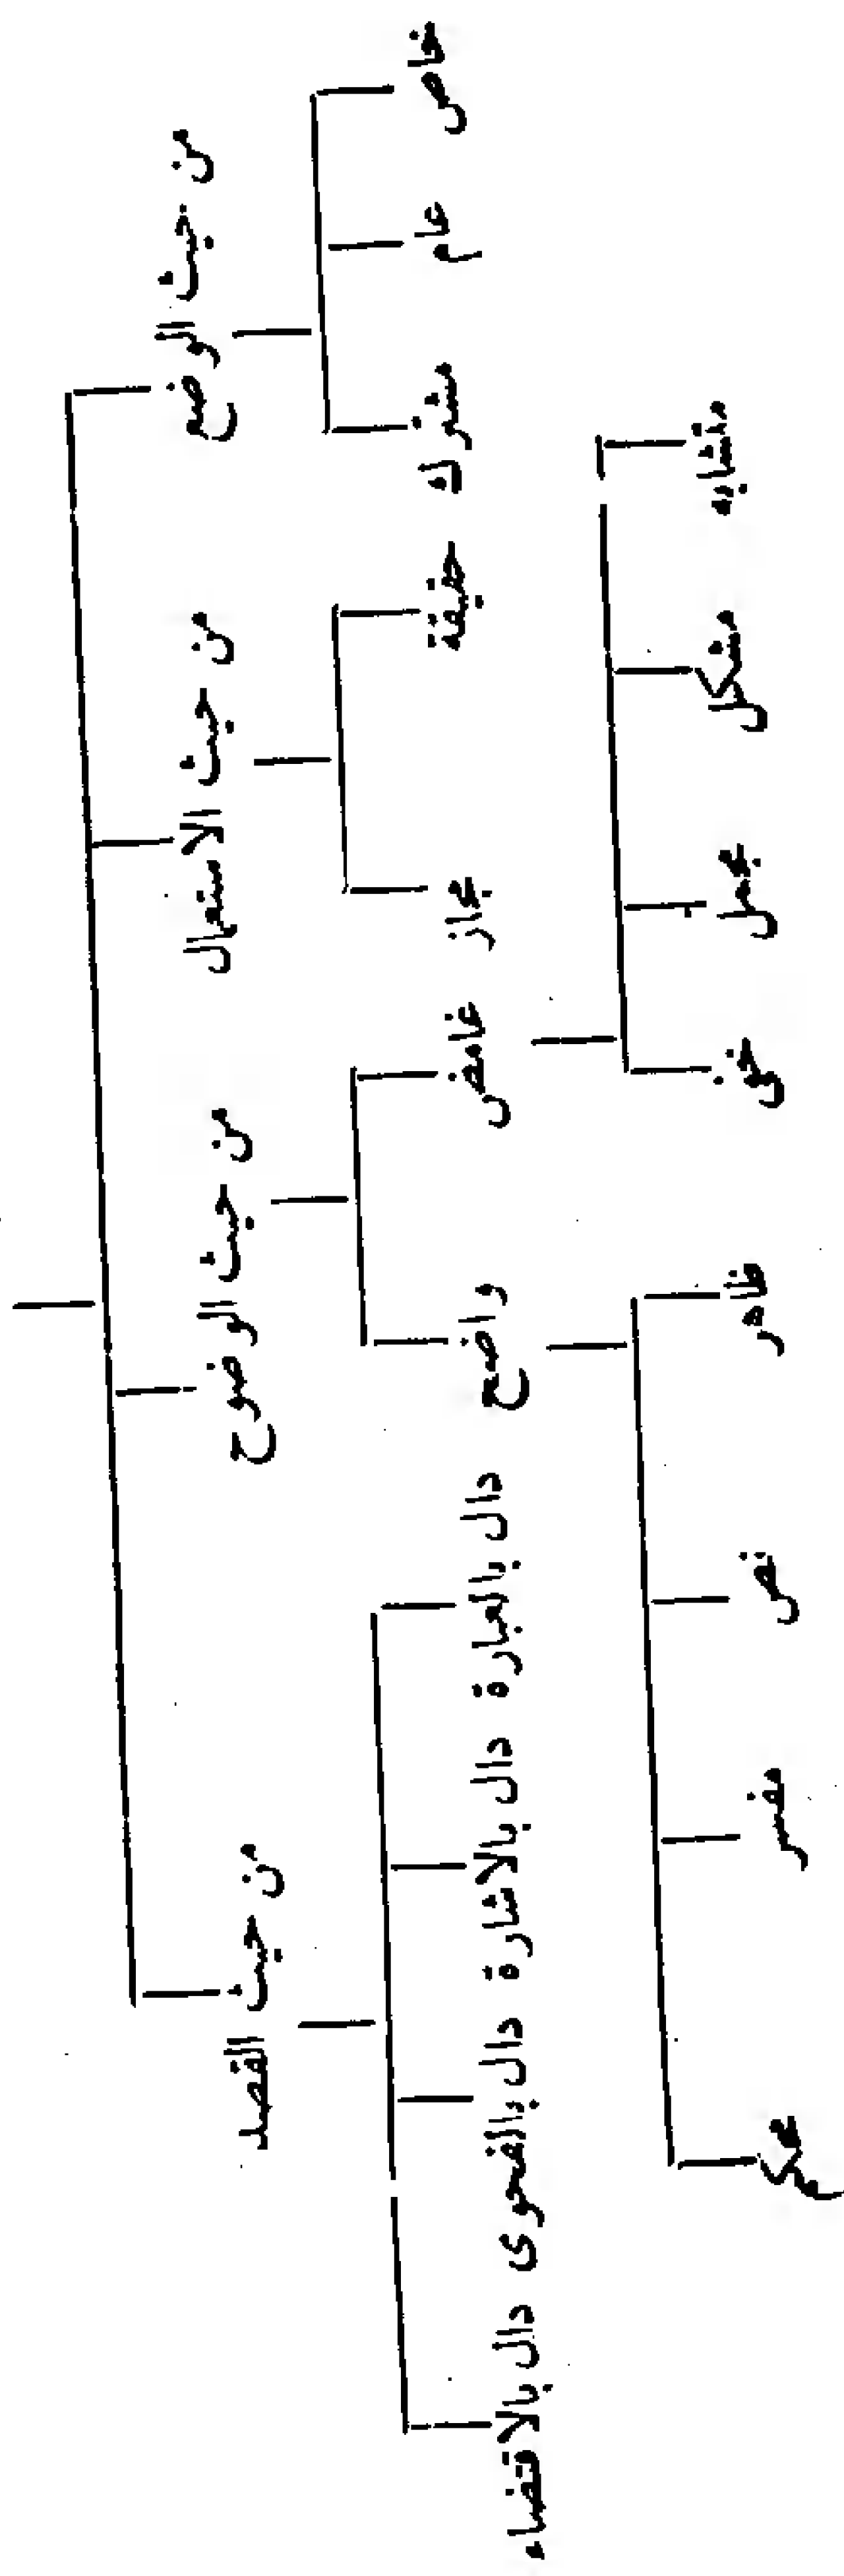 من حيث الوضع
من حيث الاستعمال
من حيث الوضوح
من حيث القصد
خاص
عام
مشترك
حقيقة
مجاز
غامض
واضح
دال بالعبارة
دال بالاشارة
دال بالفحوى
دال بالاقتضاء
متشابه
مشكل
مجمل
خفي
ظاهر
نص
مفسر
محكم